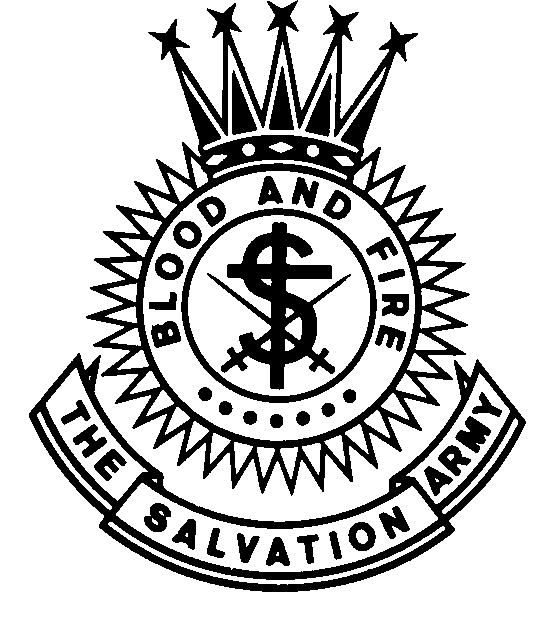 BLOOD AND FIRE
S
THE SALVATION ARMY